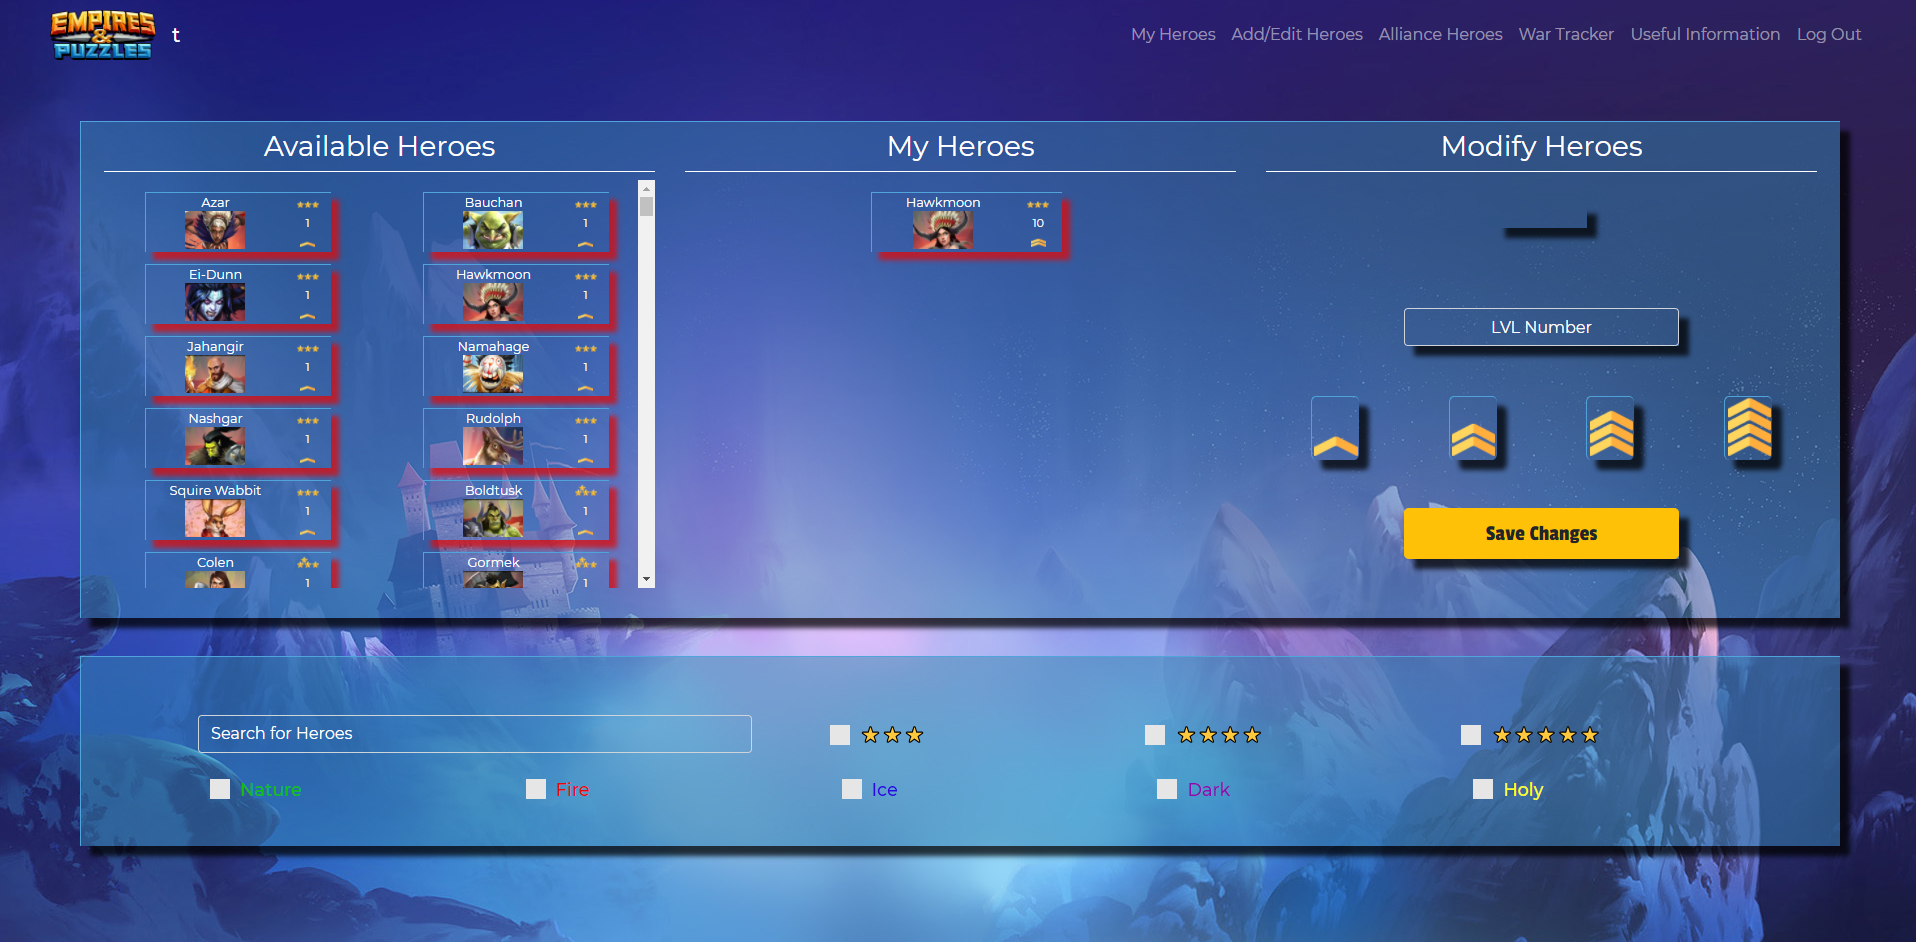 EMPIRES & PUZZLES t
My Heroes Add/Edit Heroes Alliance Heroes War Tracker Useful Information Log Out
Available Heroes
Azar
1
Bauchan
1
Ei-Dunn
1
Hawkmoon
1
Jahangir
1
Namahage
1
Nashgar
1
Rudolph
1
Squire Wabbit
1
Boldtusk
1
Colen
1
Gormek
1
My Heroes
Hawkmoon
10
Modify Heroes
LVL Number
Save Changes
Search for Heroes
Nature Fire Ice Dark Holy